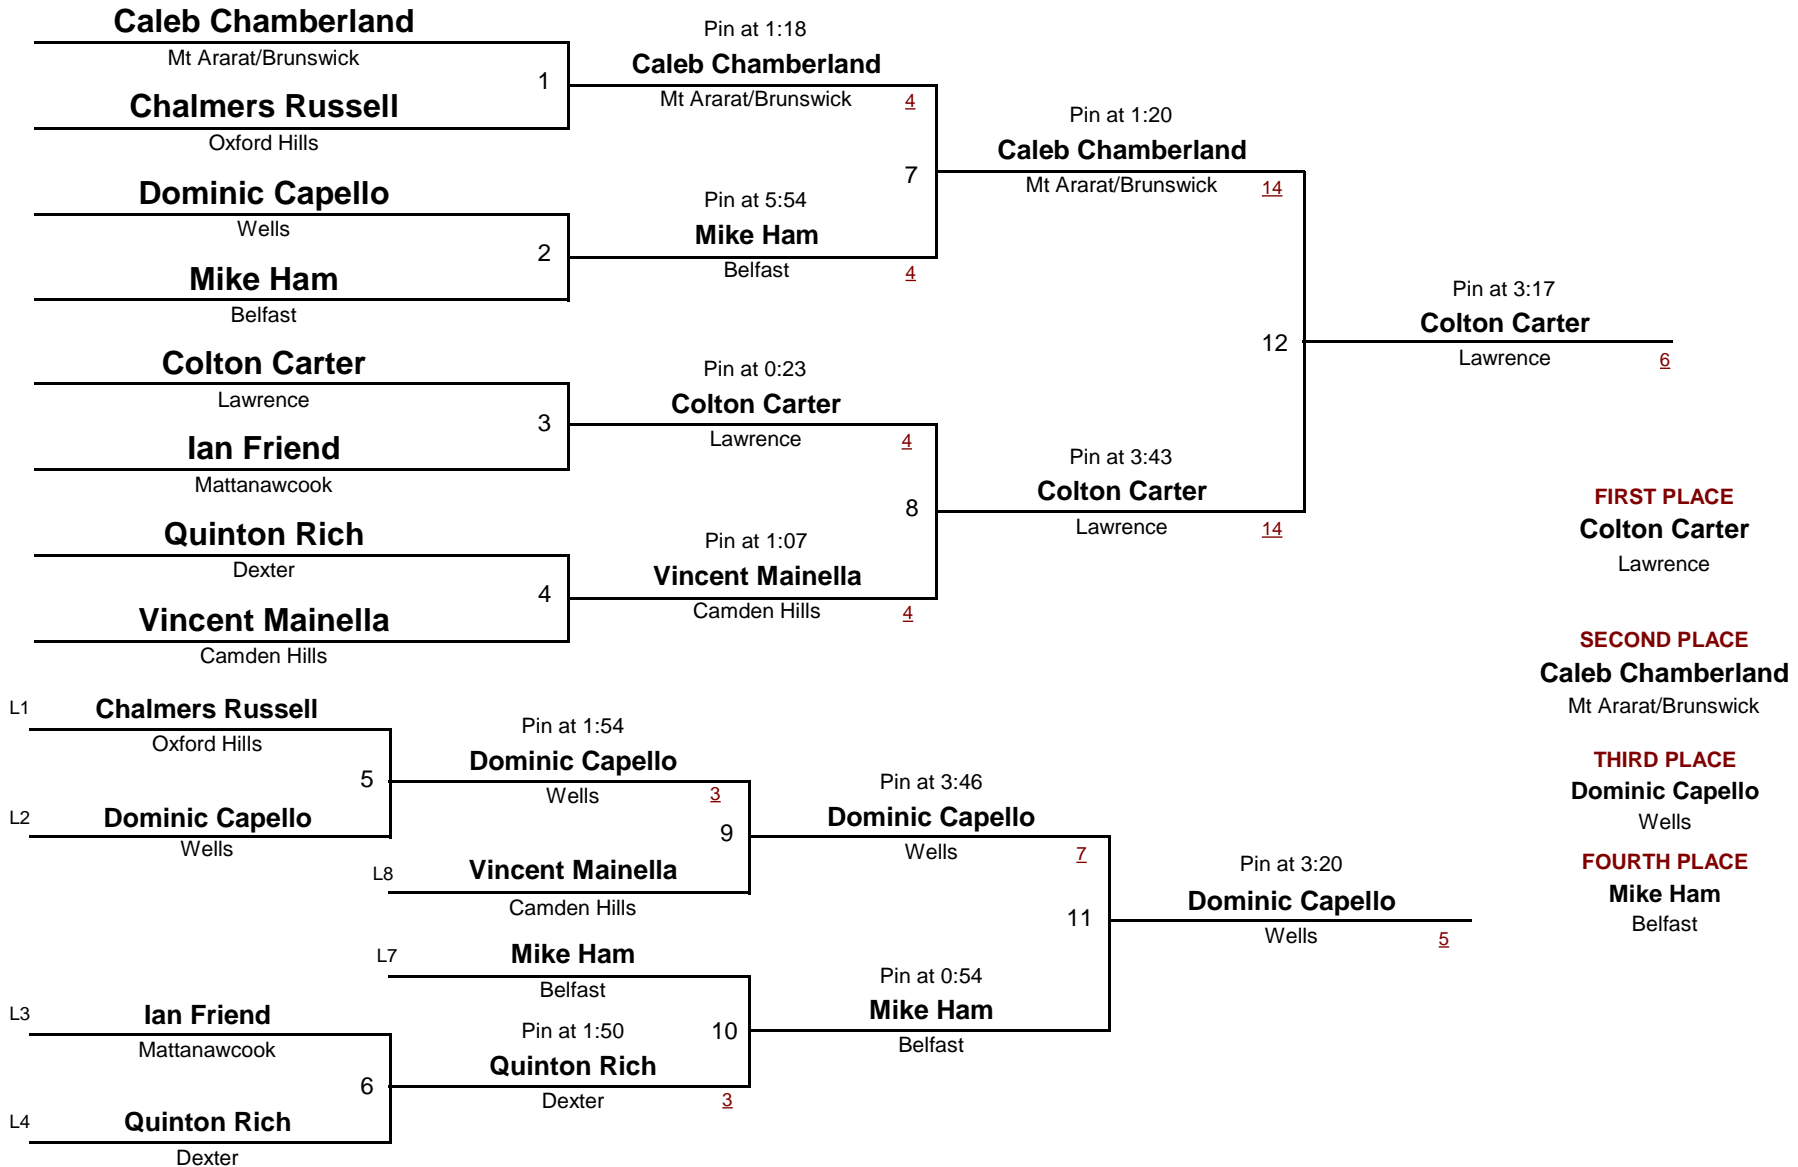 Caleb Chamberland
Mt Ararat/Brunswick
1
Chalmers Russell
Oxford Hills
Dominic Capello
Wells
2
Mike Ham
Belfast
Colton Carter
Lawrence
3
Ian Friend
Mattanawcook
Quinton Rich
Dexter
4
Vincent Mainella
Camden Hills
Pin at 1:18
Caleb Chamberland
Mt Ararat/Brunswick 4
7
Pin at 5:54
Mike Ham
Belfast 4
Pin at 0:23
Colton Carter
Lawrence 4
8
Pin at 1:07
Vincent Mainella
Camden Hills 4
Pin at 1:20
Caleb Chamberland
Mt Ararat/Brunswick 14
12
Pin at 3:43
Colton Carter
Lawrence 14
Pin at 3:17
Colton Carter
Lawrence 6
FIRST PLACE
Colton Carter
Lawrence
SECOND PLACE
Caleb Chamberland
Mt Ararat/Brunswick
THIRD PLACE
Dominic Capello
Wells
FOURTH PLACE
Mike Ham
Belfast
L1 Chalmers Russell
Oxford Hills
5
L2 Dominic Capello
Wells
L3 Ian Friend
Mattanawcook
6
L4 Quinton Rich
Dexter
Pin at 1:54
Dominic Capello
Wells 3
9
L8 Vincent Mainella
Camden Hills
L7 Mike Ham
Belfast
10
Pin at 1:50
Quinton Rich
Dexter 3
Pin at 3:46
Dominic Capello
Wells 7
11
Pin at 0:54
Mike Ham
Belfast
Pin at 3:20
Dominic Capello
Wells 5